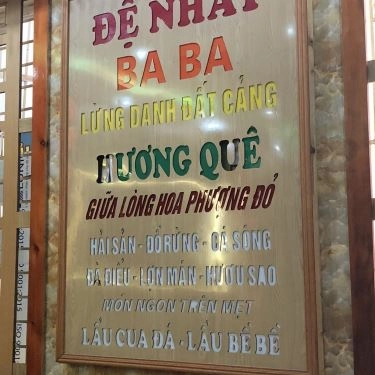 ĐỆ NHẤT
BA BA
LỪNG DANH ĐẤT CẢNG
HƯƠNG QUÊ
GIỮA LÒNG HOA PHƯỢNG ĐỎ
HẢI SẢN - ĐỒ RỪNG - CÁ SÔNG
ĐÀ ĐIỂU - LỢN MÁN - HƯƠU SAO
MÓN NGON TRÊN MẸT
LẨU CUA ĐÁ - LẨU BỀ BỀ